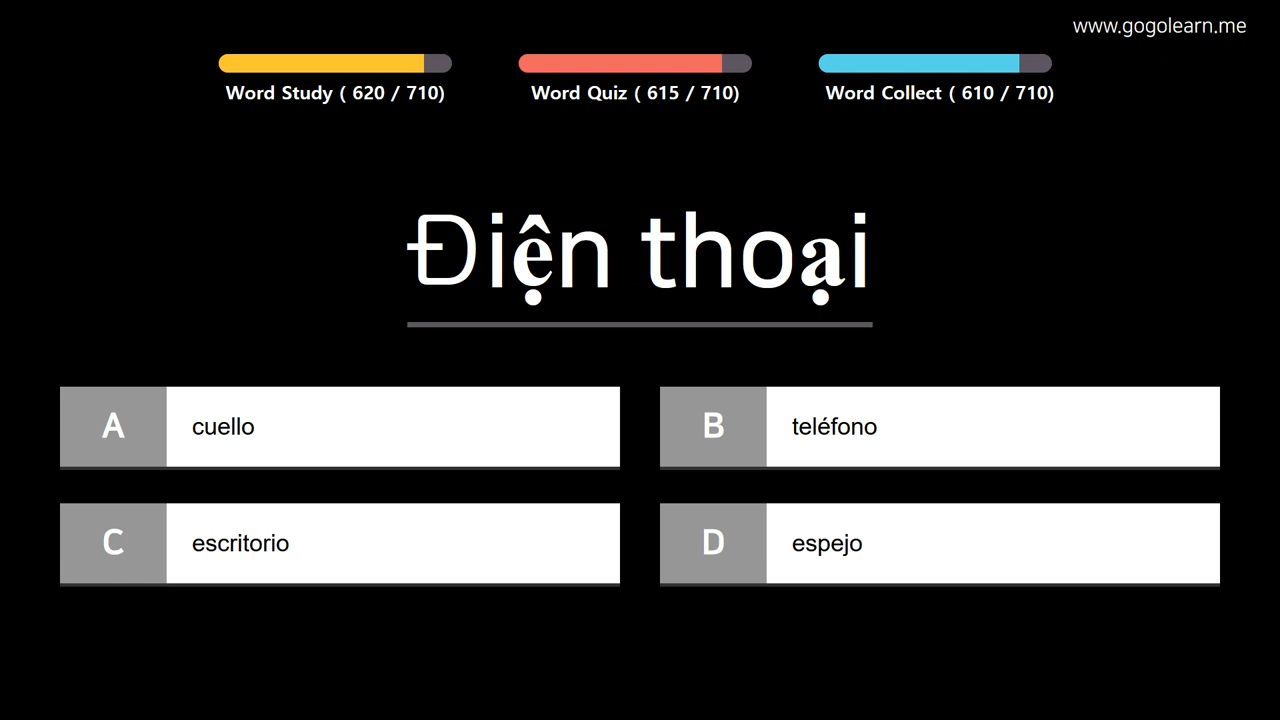 www.gogolearn.me
Word Study ( 620 / 710)
Word Quiz ( 615 / 710)
Word Collect ( 610 / 710)
Điện thoại
A cuello
B teléfono
C escritorio
D espejo